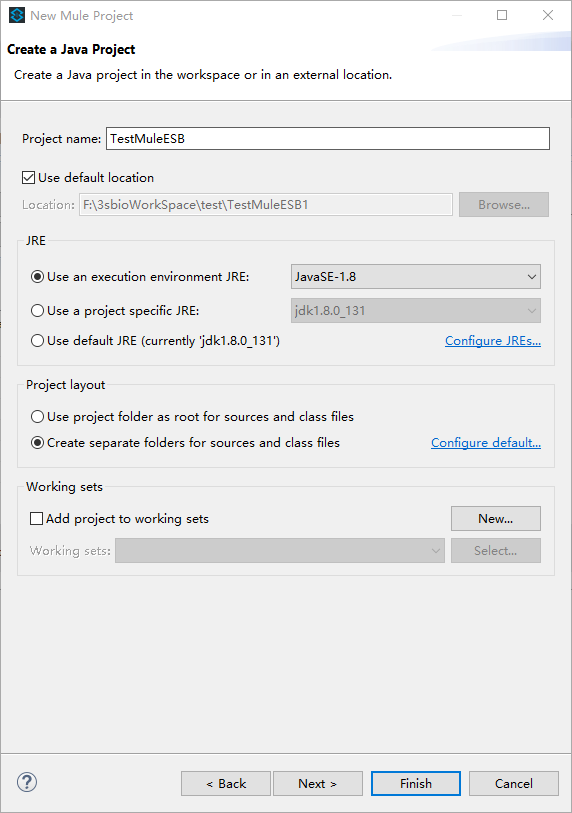 New Mule Project
Create a Java Project
Create a Java project in the workspace or in an external location.
Project name: TestMuleESB
Use default location
Location: F:\3sbioWorkSpace\test\TestMuleESB1 Browse...
JRE
Use an execution environment JRE: JavaSE-1.8
Use a project specific JRE: jdk1.8.0_131
Use default JRE (currently 'jdk1.8.0_131') Configure JREs...
Project layout
Use project folder as root for sources and class files
Create separate folders for sources and class files Configure default...
Working sets
Add project to working sets New...
Working sets: Select...
? < Back Next > Finish Cancel